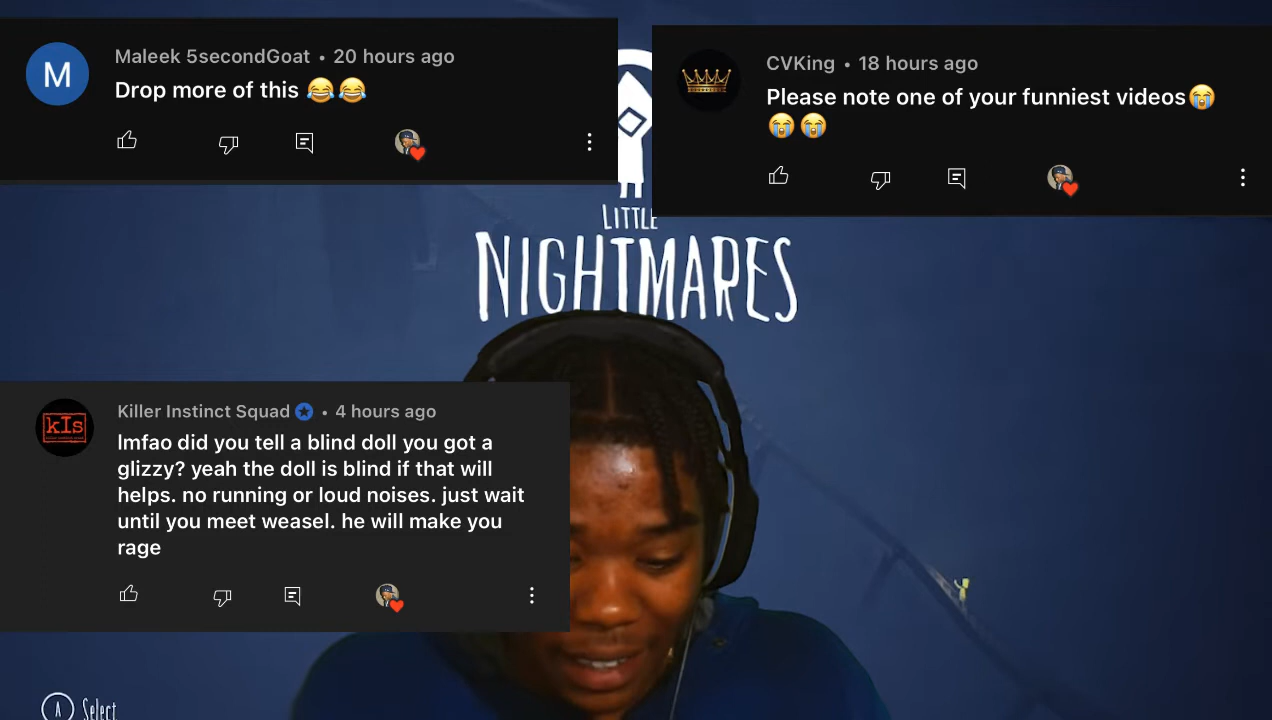 Maleek 5secondGoat • 20 hours ago
Drop more of this 😂😂
CVKing • 18 hours ago
Please note one of your funniest videos😭
😭😭
LITTLE
NIGHTMARES
kIs
Killer Instinct Squad • 4 hours ago
lmfao did you tell a blind doll you got a
glizzy? yeah the doll is blind if that will
helps. no running or loud noises. just wait
until you meet weasel. he will make you
rage
A Select
M